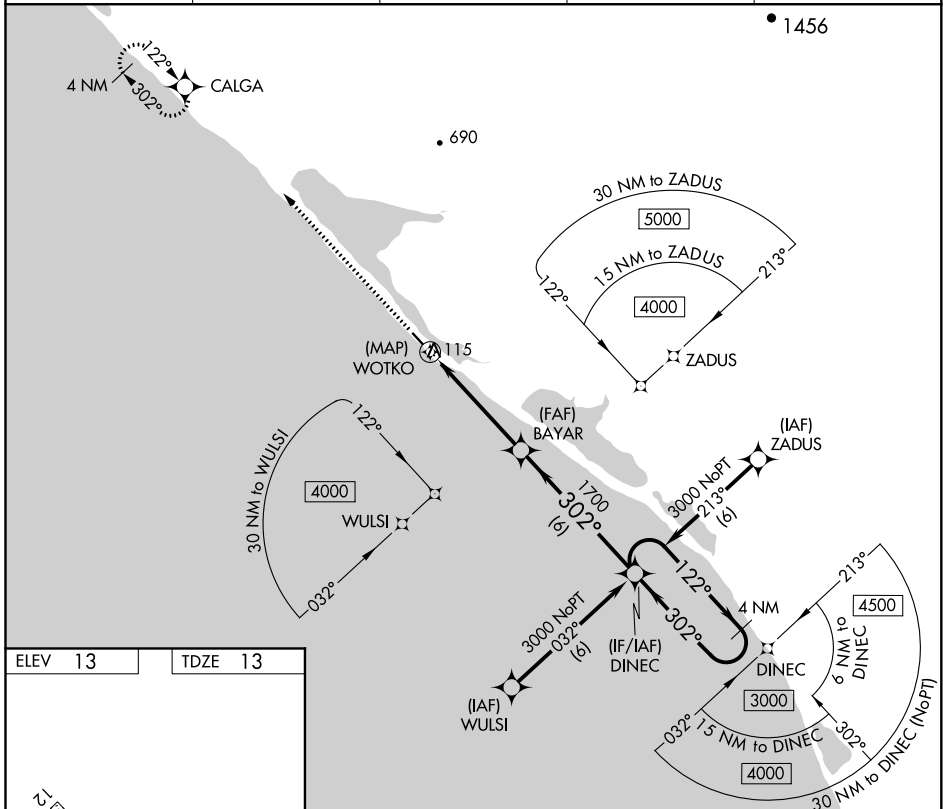 1456
122°
4 NM
302°
CALGA
690
30 NM to ZADUS
5000
15 NM to ZADUS
122°
213°
4000
ZADUS
(MAP)
WOTKO
115
(FAF)
BAYAR
(IAF)
ZADUS
30 NM to WULSI
122°
4000
WULSI
032°
1700
302°
(6)
3000 NoPT
213°
(6)
122°
302°
4 NM
3000 NoPT
032°
(6)
(IF/IAF)
DINEC
(IAF)
WULSI
213°
4500
6 NM to
DINEC
DINEC
3000
032°
15 NM to DINEC
302°
4000
30 NM to DINEC (NoPT)
ELEV 13
TDZE 13
12